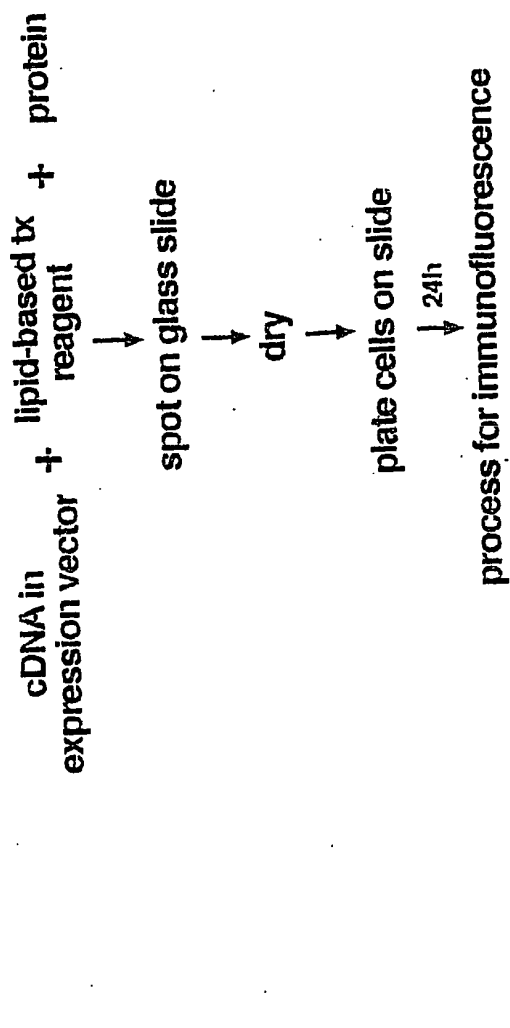 cDNA in
expression vector
+
lipid-based tx
reagent
+
protein
spot on glass slide
dry
plate cells on slide
24h
process for immunofluorescence